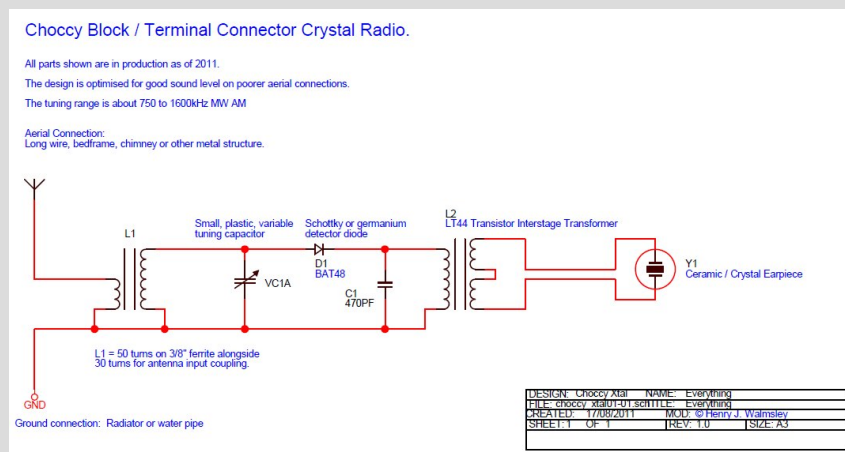 Choccy Block / Terminal Connector Crystal Radio.
All parts shown are in production as of 2011.
The design is optimised for good sound level on poorer aerial connections.
The tuning range is about 750 to 1600kHz MW AM
Aerial Connection:
Long wire, bedframe, chimney or other metal structure.
L1
Small, plastic, variable
tuning capacitor
Schottky or germanium
detector diode
L2
LT44 Transistor Interstage Transformer
D1
BAT48
VC1A
C1
470PF
Y1
Ceramic / Crystal Earpiece
L1 = 50 turns on 3/8" ferrite alongside
30 turns for antenna input coupling.
GND
Ground connection: Radiator or water pipe
DESIGN: Choccy Xtal NAME: Everything
FILE: choccy_xtal01-01.sch TITLE: Everything
CREATED: 17/08/2011 MOD: © Henry J. Walmsley
SHEET: 1 OF 1 REV: 1.0 SIZE: A3